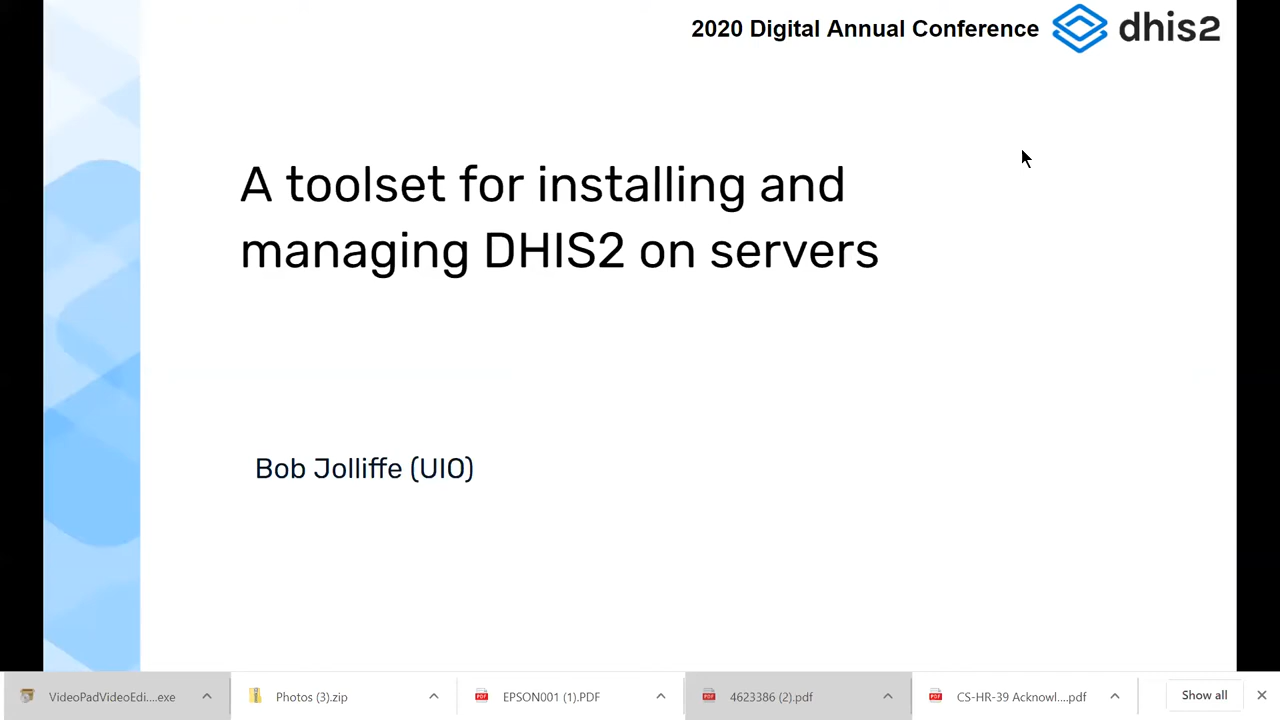 2020 Digital Annual Conference dhis2
A toolset for installing and
managing DHIS2 on servers
Bob Jolliffe (UIO)
VideoPadVideoEdi....exe Photos (3).zip EPSON001 (1).PDF 4623386 (2).pdf CS-HR-39 Acknowl....pdf Show all